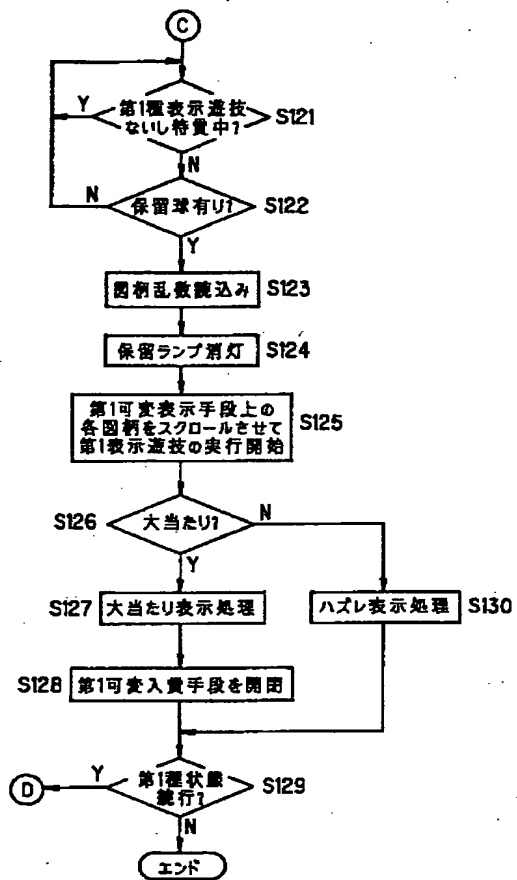 C
第1種表示遊技
ないし特賞中?
S121
Y
N
保留球有り?
S122
N
Y
図柄乱数読込み
S123
保留ランプ消灯
S124
第1可変表示手段上の
各図柄をスクロールさせて
第1表示遊技の実行開始
S125
S126
大当たり?
N
Y
S127
大当たり表示処理
ハズレ表示処理
S130
S128
第1可変入賞手段を開閉
D
Y
第1種状態
続行?
S129
N
エンド